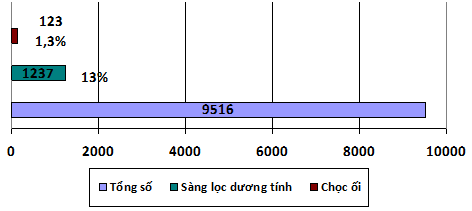 123
1,3%
1237 13%
9516
0 2000 4000 6000 8000 10000
Tổng số Sàng lọc dương tính Chọc ối